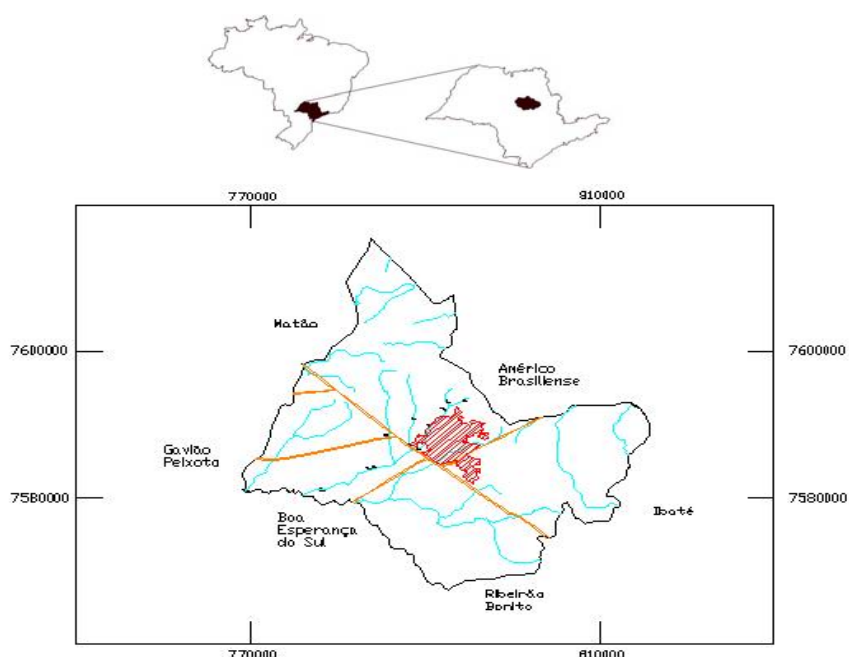 770000
810000
Matão
7600000
7600000
Américo
Brasiliense
Gavião
Peixota
7580000
7580000
Boa
Esperança
do Sul
Ibaté
Ribeirão
Bonito
770000
810000